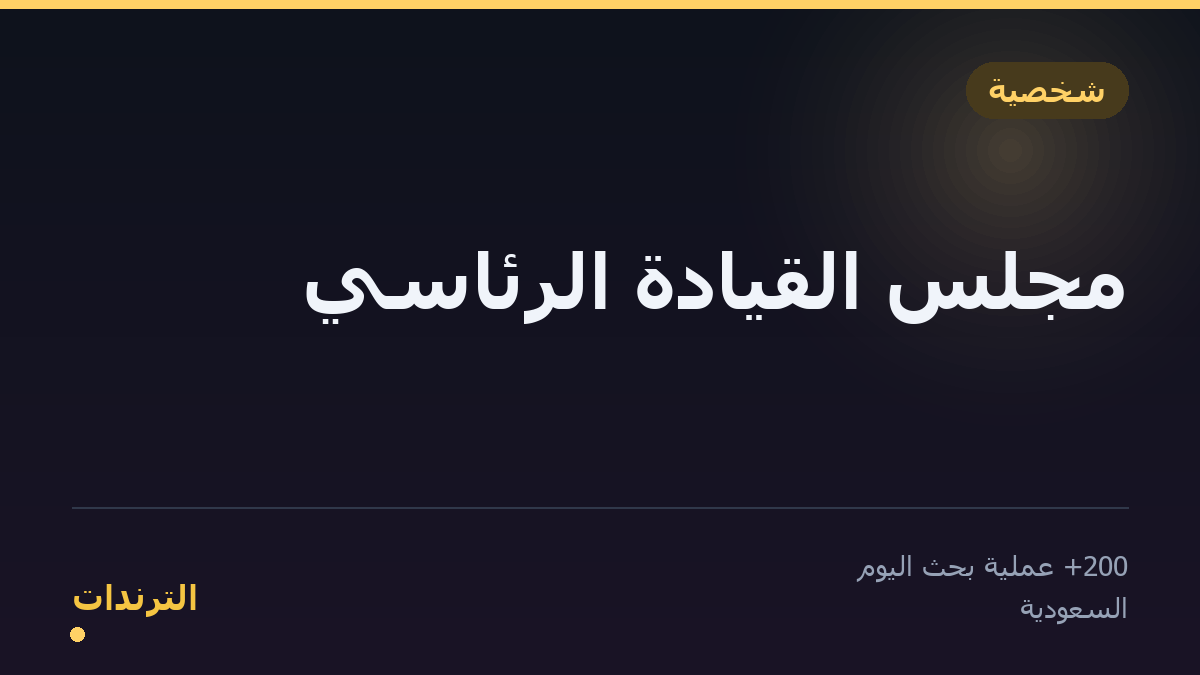 شخصية
مجلس القيادة الرئاسي
200+ عملية بحث اليوم
السعودية
الترندات